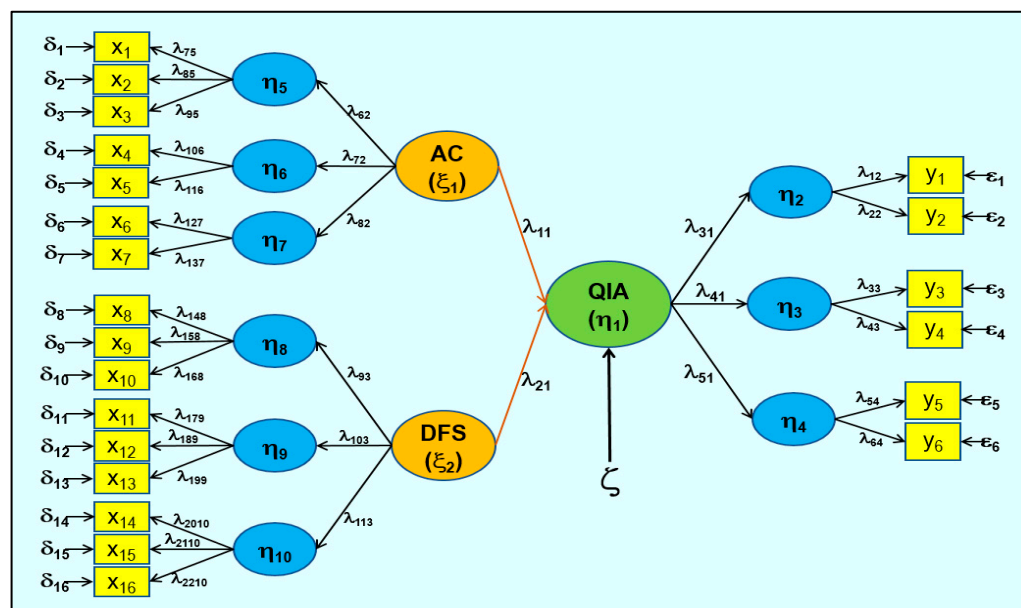 δ₁ x₁ λ₇₅
δ₂ x₂ λ₈₅ η₅
δ₃ x₃ λ₉₅
λ₆₂
δ₄ x₄ λ₁₀₆
δ₅ x₅ λ₁₁₆ η₆ λ₇₂
AC
(ξ₁)
δ₆ x₆ λ₁₂₇
δ₇ x₇ λ₁₃₇ η₇ λ₈₂
λ₁₁
δ₈ x₈ λ₁₄₈
δ₉ x₉ λ₁₅₈ η₈
δ₁₀ x₁₀ λ₁₆₈
λ₉₃
λ₂₁
δ₁₁ x₁₁ λ₁₇₉
δ₁₂ x₁₂ λ₁₈₉ η₉ λ₁₀₃
δ₁₃ x₁₃ λ₁₉₉
DFS
(ξ₂)
δ₁₄ x₁₄ λ₂₀₁₀
δ₁₅ x₁₅ λ₂₁₁₀ η₁₀ λ₁₁₃
δ₁₆ x₁₆ λ₂₂₁₀
QIA
(η₁)
ζ
λ₃₁ η₂ λ₁₂ y₁ ε₁
λ₂₂ y₂ ε₂
λ₄₁ η₃ λ₃₃ y₃ ε₃
λ₄₃ y₄ ε₄
λ₅₁ η₄ λ₅₄ y₅ ε₅
λ₆₄ y₆ ε₆